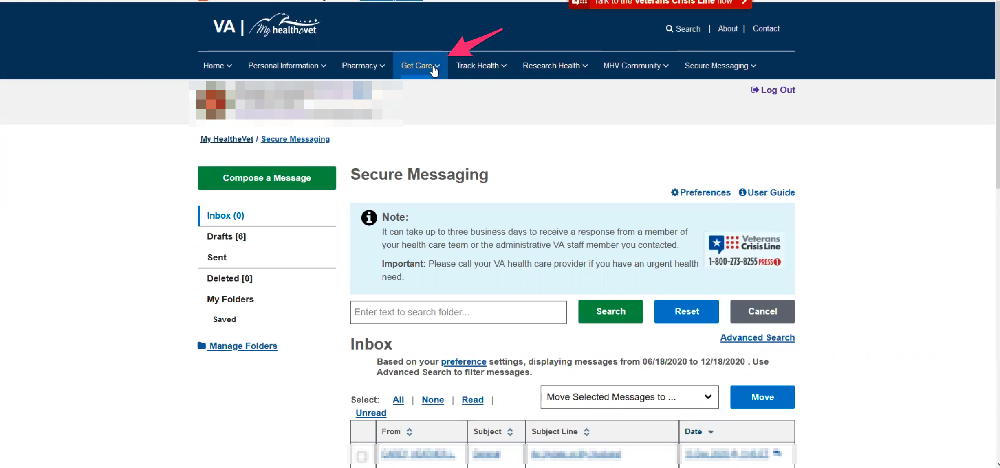 Talk to the Veterans Crisis Line now
VA | My healthevet
Search | About | Contact
Home Personal Information Pharmacy Get Care Track Health Research Health MHV Community Secure Messaging
Log Out
My HealtheVet / Secure Messaging
Compose a Message
Secure Messaging
Preferences User Guide
Inbox (0)
Drafts [6]
Sent
Deleted [0]
My Folders
Saved
Manage Folders
Note:
It can take up to three business days to receive a response from a member of
your health care team or the administrative VA staff member you contacted.
Important: Please call your VA health care provider if you have an urgent health
need.
Veterans
Crisis Line
1-800-273-8255 PRESS 1
Enter text to search folder...
Search Reset Cancel
Advanced Search
Inbox
Based on your preference settings, displaying messages from 06/18/2020 to 12/18/2020 . Use
Advanced Search to filter messages.
Select: All | None | Read |
Unread
Move Selected Messages to ... Move
From Subject Subject Line Date